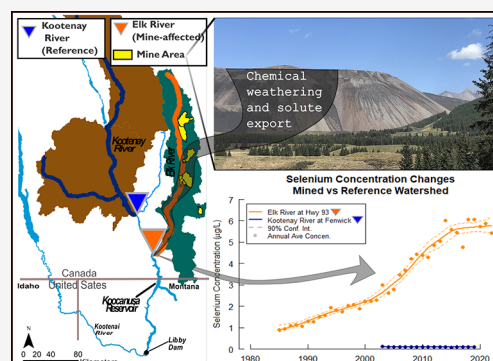 Kootenay
River
(Reference)
Elk River
(Mine-affected)
Mine Area
Chemical
weathering
and solute
export
Kootenay
River
Elk River
Canada
United Sates
Idaho
Montana
Koocanusa
Reservoir
Kootenai
River
Libby
Dam
N
0 20 40 80
Kilometers
Selenium Concentration Changes
Mined vs Reference Watershed
Elk River at Hwy 93
Kootenay River at Fenwick
90% Conf. Int.
Annual Ave Concen.
Selenium Concentration (µg/L)
7
6
5
4
3
2
1
0
1980 1990 2000 2010 2020